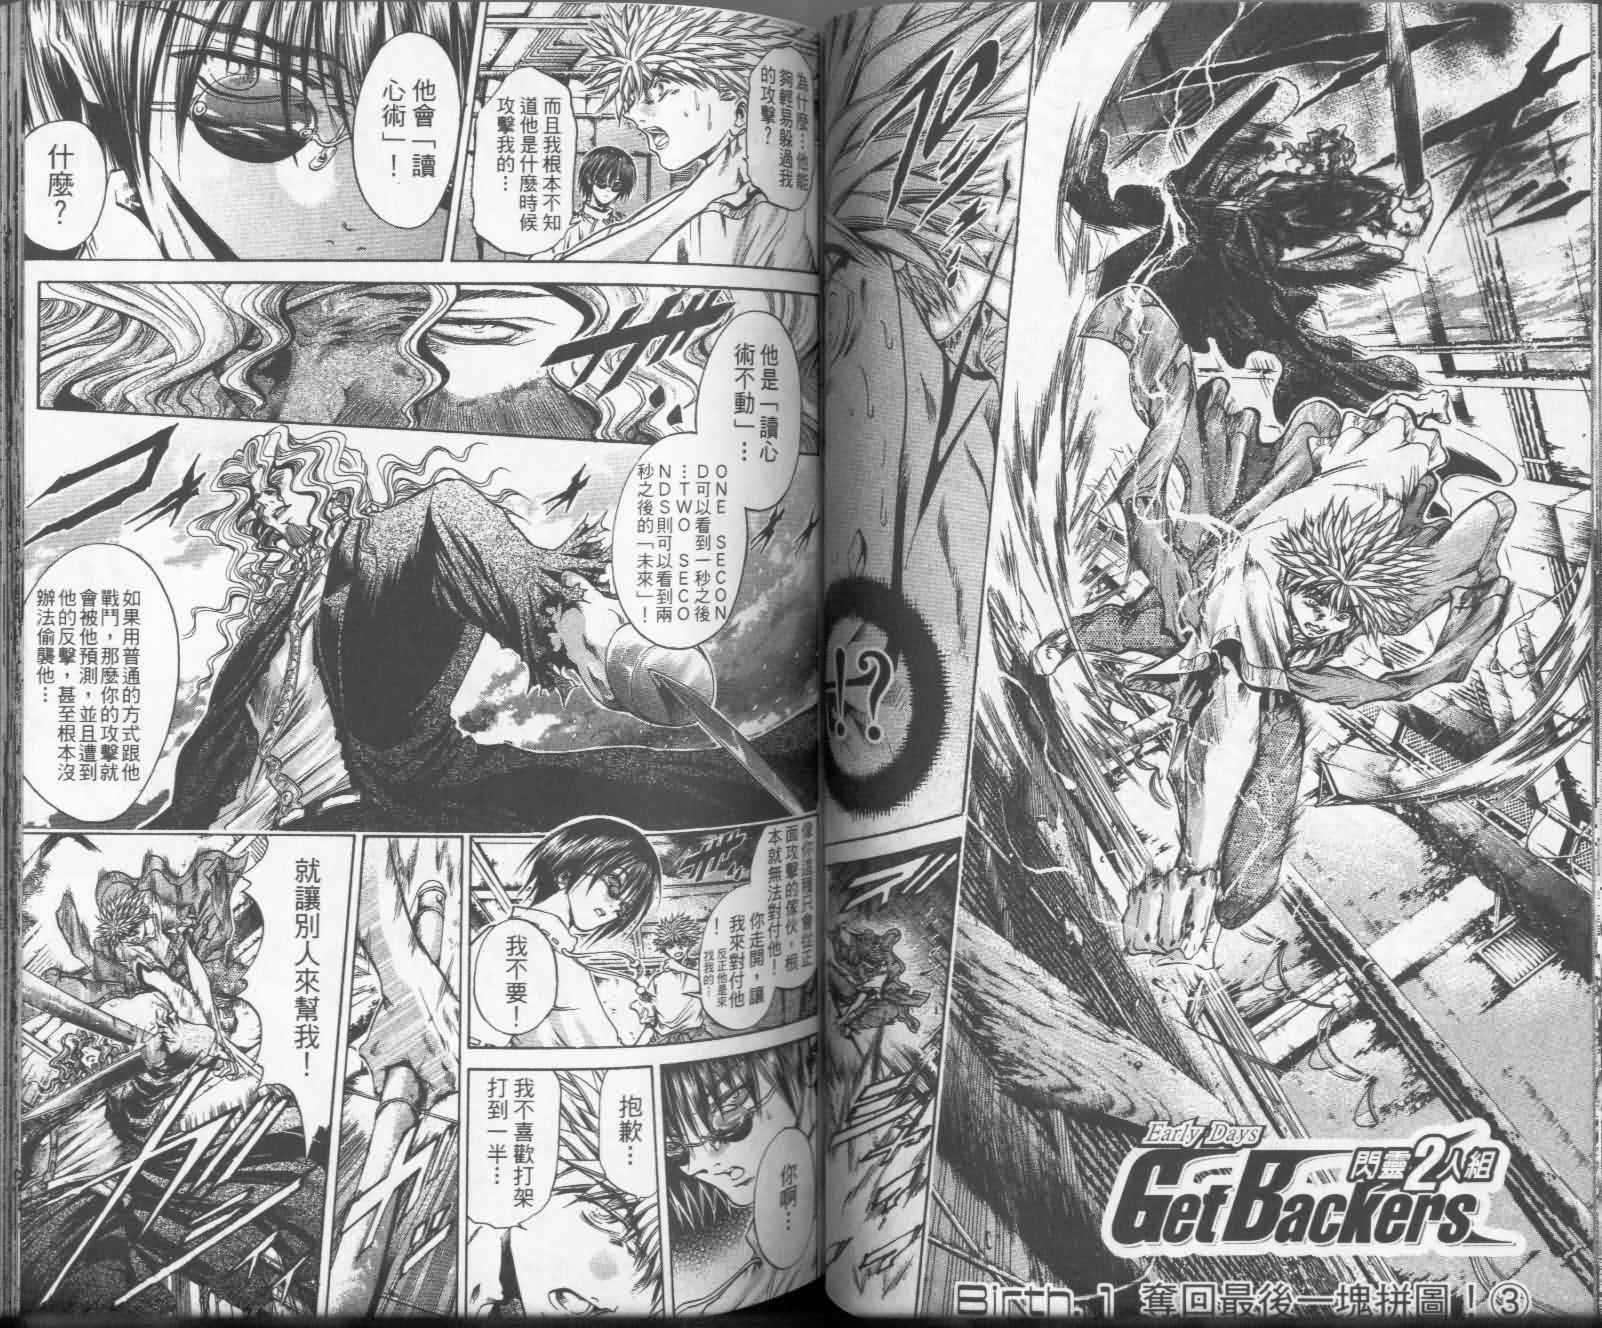 !?
Early Days
GetBackers
閃靈2人組
Birth.1 奪回最後一塊拼圖！③
為什麼…他能
夠輕易躲過我
的攻擊？
而且我根本不知
道他是什麼時候
攻擊我的…
他會「讀
心術」！
什麼？
他是「讀心
術不動」…
ONE SECON
D可以看到一秒之後
…TWO SECO
NDS則可以看到兩
秒之後的「未來」！
如果用普通的方式跟他
戰鬥，那麼你的攻擊就
會被他預測，並且遭到
他的反擊，甚至根本沒
辦法偷襲他…
像你這種只會從正
面攻擊的傢伙，根
本就無法對付他！
你走開，讓
我來對付他
！
反正他是來
找我的…
我不要！
你啊…
抱歉…
我不喜歡打架
打到一半…
就讓別人來幫我！